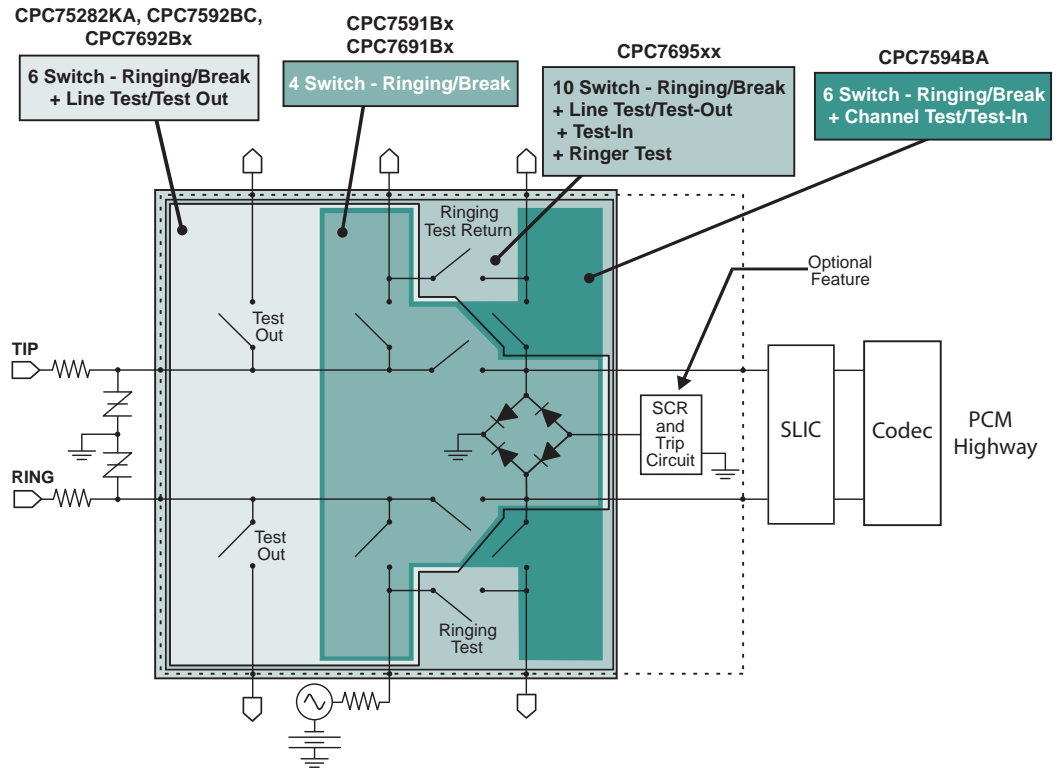 CPC75282KA, CPC7592BC,
CPC7692Bx
6 Switch - Ringing/Break
+ Line Test/Test Out
CPC7591Bx
CPC7691Bx
4 Switch - Ringing/Break
CPC7695xx
10 Switch - Ringing/Break
+ Line Test/Test-Out
+ Test-In
+ Ringer Test
CPC7594BA
6 Switch - Ringing/Break
+ Channel Test/Test-In
Ringing
Test Return
Optional
Feature
Test
Out
TIP
SCR
and
Trip
Circuit
SLIC
Codec
PCM
Highway
RING
Test
Out
Ringing
Test